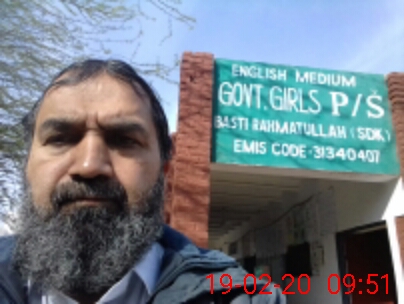 ENGLISH MEDIUM
GOVT. GIRLS P/S
BASTI RAHMATULLAH (SDK.)
EMIS CODE-31340407
19-02-20 09:51